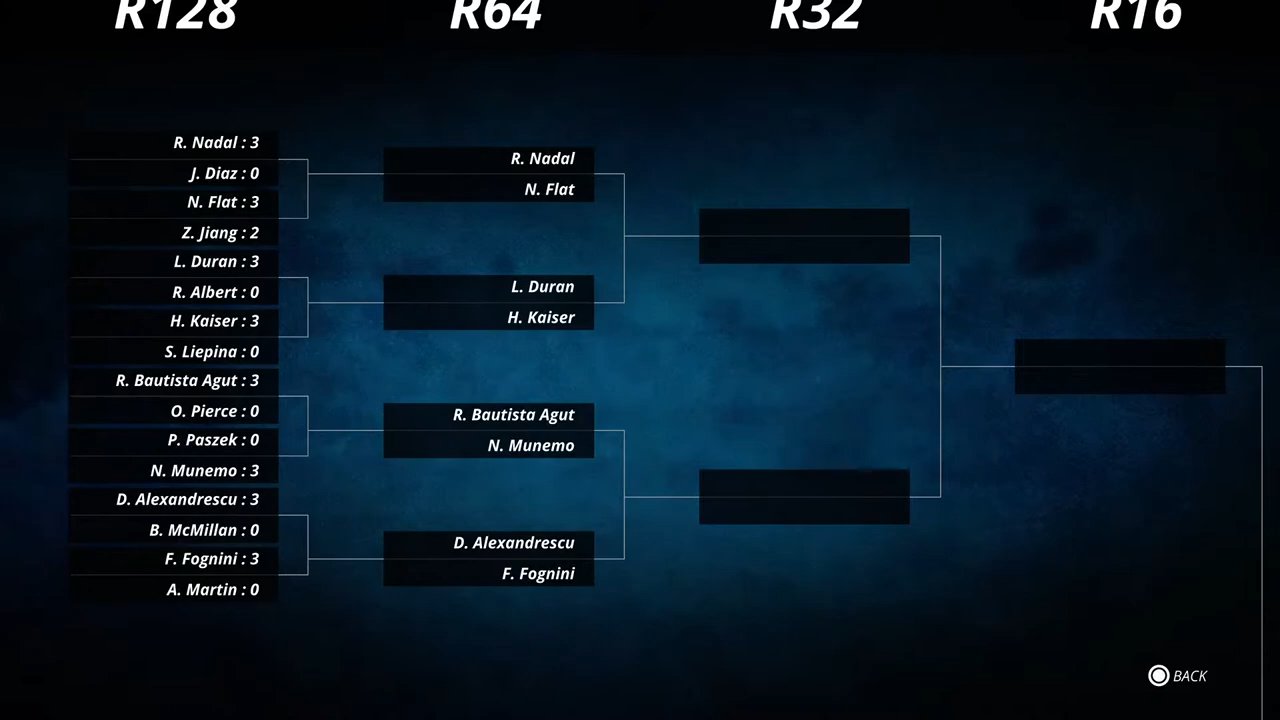 R128 R64 R32 R16
R. Nadal : 3
J. Diaz : 0
N. Flat : 3
Z. Jiang : 2
L. Duran : 3
R. Albert : 0
H. Kaiser : 3
S. Liepina : 0
R. Bautista Agut : 3
O. Pierce : 0
P. Paszek : 0
N. Munemo : 3
D. Alexandrescu : 3
B. McMillan : 0
F. Fognini : 3
A. Martin : 0
R. Nadal
N. Flat
L. Duran
H. Kaiser
R. Bautista Agut
N. Munemo
D. Alexandrescu
F. Fognini
BACK